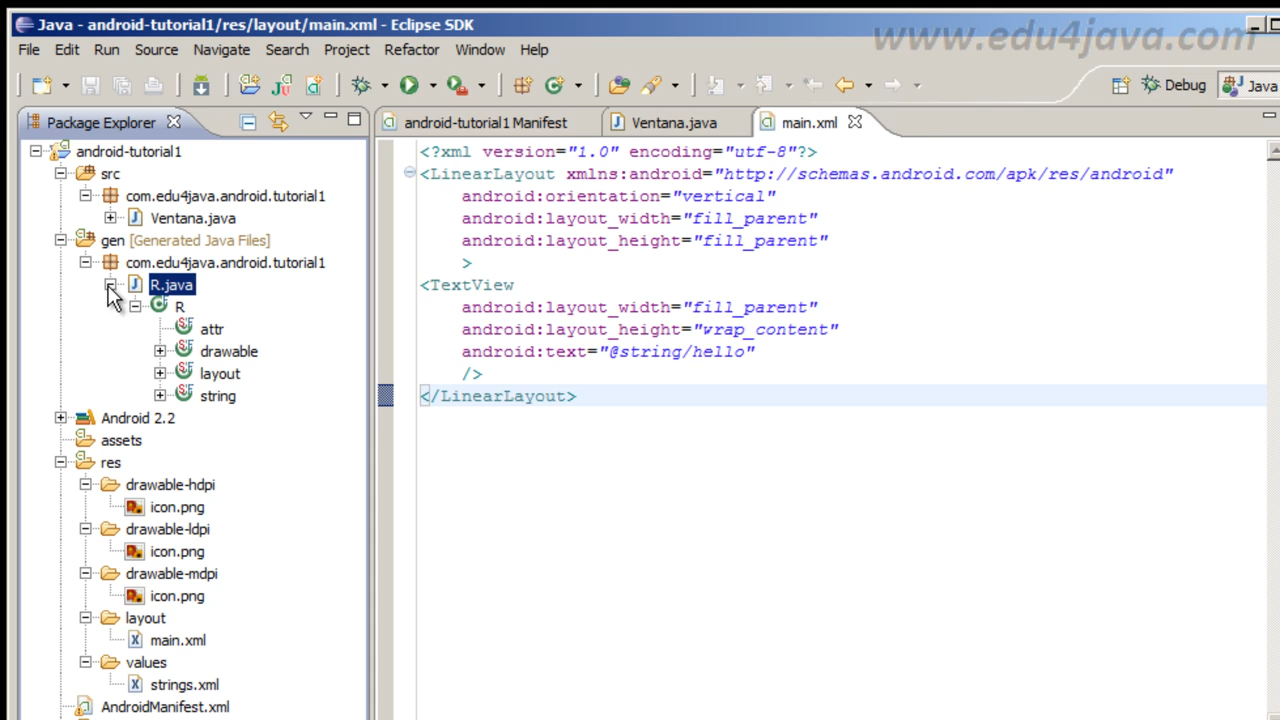 Java - android-tutorial1/res/layout/main.xml - Eclipse SDK
www.edu4java.com
File Edit Run Source Navigate Search Project Refactor Window Help
Debug Java
Package Explorer
android-tutorial1
src
com.edu4java.android.tutorial1
Ventana.java
gen [Generated Java Files]
com.edu4java.android.tutorial1
R.java
R
attr
drawable
layout
string
Android 2.2
assets
res
drawable-hdpi
icon.png
drawable-ldpi
icon.png
drawable-mdpi
icon.png
layout
main.xml
values
strings.xml
AndroidManifest.xml
android-tutorial1 Manifest Ventana.java main.xml
<?xml version="1.0" encoding="utf-8"?>
<LinearLayout xmlns:android="http://schemas.android.com/apk/res/android"
android:orientation="vertical"
android:layout_width="fill_parent"
android:layout_height="fill_parent"
>
<TextView
android:layout_width="fill_parent"
android:layout_height="wrap_content"
android:text="@string/hello"
/>
</LinearLayout>